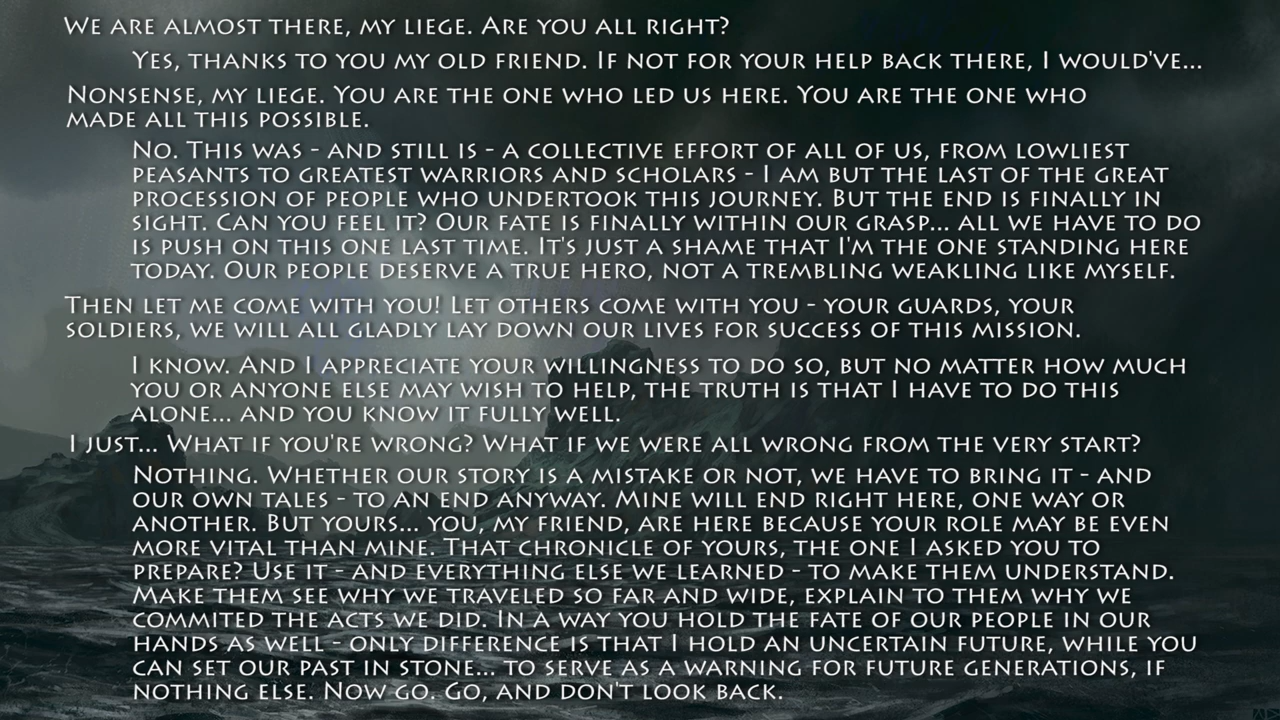 We are almost there, my liege. Are you all right?
Yes, thanks to you my old friend. If not for your help back there, I would've...
Nonsense, my liege. You are the one who led us here. You are the one who
made all this possible.
No. This was - and still is - a collective effort of all of us, from lowliest
peasants to greatest warriors and scholars - I am but the last of the great
procession of people who undertook this journey. But the end is finally in
sight. Can you feel it? Our fate is finally within our grasp... all we have to do
is push on this one last time. It's just a shame that I'm the one standing here
today. Our people deserve a true hero, not a trembling weakling like myself.
Then let me come with you! Let others come with you - your guards, your
soldiers, we will all gladly lay down our lives for success of this mission.
I know. And I appreciate your willingness to do so, but no matter how much
you or anyone else may wish to help, the truth is that I have to do this
alone... and you know it fully well.
I just... What if you're wrong? What if we were all wrong from the very start?
Nothing. Whether our story is a mistake or not, we have to bring it - and
our own tales - to an end anyway. Mine will end right here, one way or
another. But yours... you, my friend, are here because your role may be even
more vital than mine. That chronicle of yours, the one I asked you to
prepare? Use it - and everything else we learned - to make them understand.
Make them see why we traveled so far and wide, explain to them why we
commited the acts we did. In a way you hold the fate of our people in our
hands as well - only difference is that I hold an uncertain future, while you
can set our past in stone... to serve as a warning for future generations, if
nothing else. Now go. Go, and don't look back.